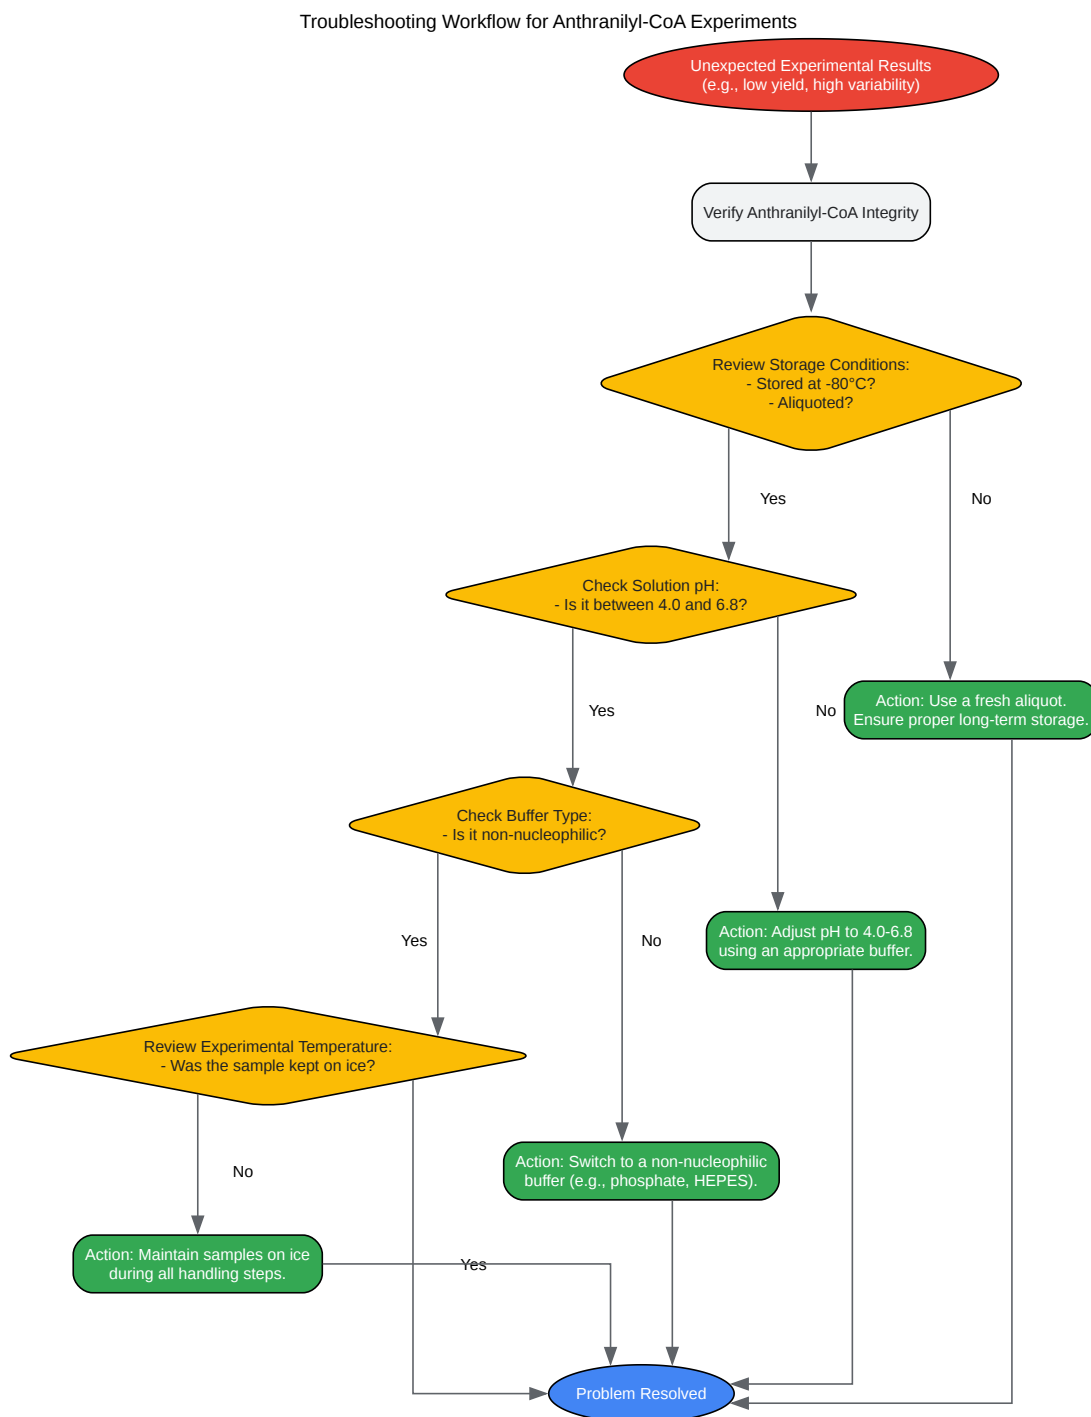 Troubleshooting Workflow for Anthranilyl-CoA Experiments
Unexpected Experimental Results
(e.g., low yield, high variability)
Verify Anthranilyl-CoA Integrity
Review Storage Conditions:
- Stored at -80°C?
- Aliquoted?
Yes
No
Check Solution pH:
- Is it between 4.0 and 6.8?
Yes
No
Action: Use a fresh aliquot.
Ensure proper long-term storage.
Check Buffer Type:
- Is it non-nucleophilic?
Yes
No
Action: Adjust pH to 4.0-6.8
using an appropriate buffer.
Review Experimental Temperature:
- Was the sample kept on ice?
No
Action: Switch to a non-nucleophilic
buffer (e.g., phosphate, HEPES).
Action: Maintain samples on ice
during all handling steps.
Yes
Problem Resolved